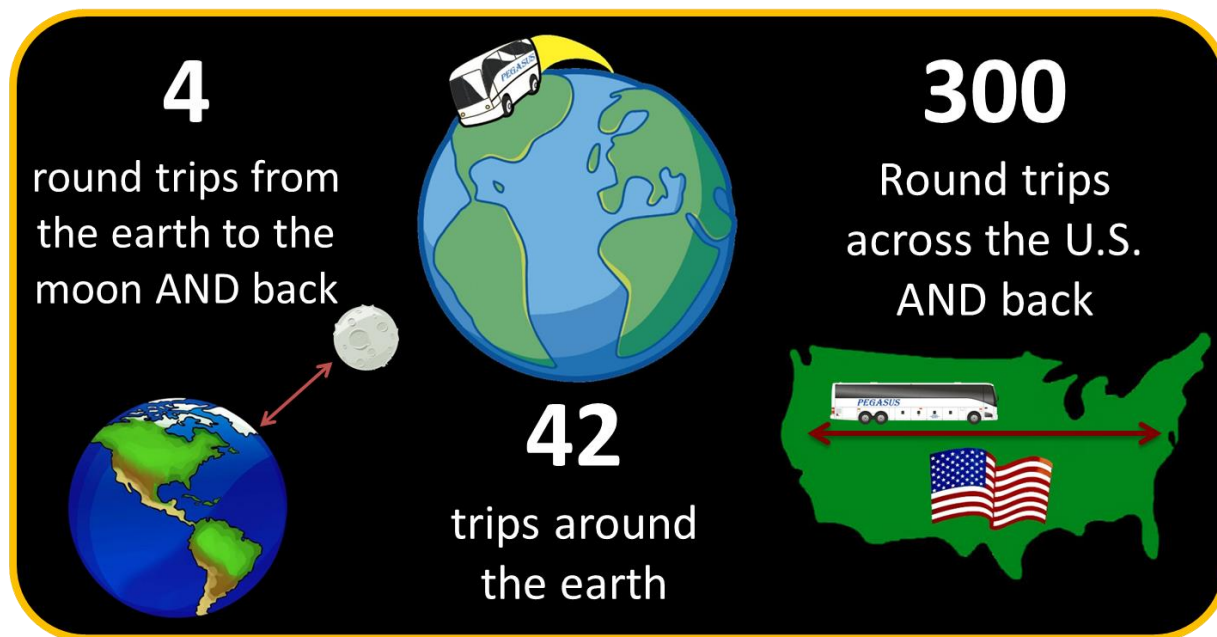 4
round trips from
the earth to the
moon AND back
PEGASUS
42
trips around
the earth
300
Round trips
across the U.S.
AND back
PEGASUS